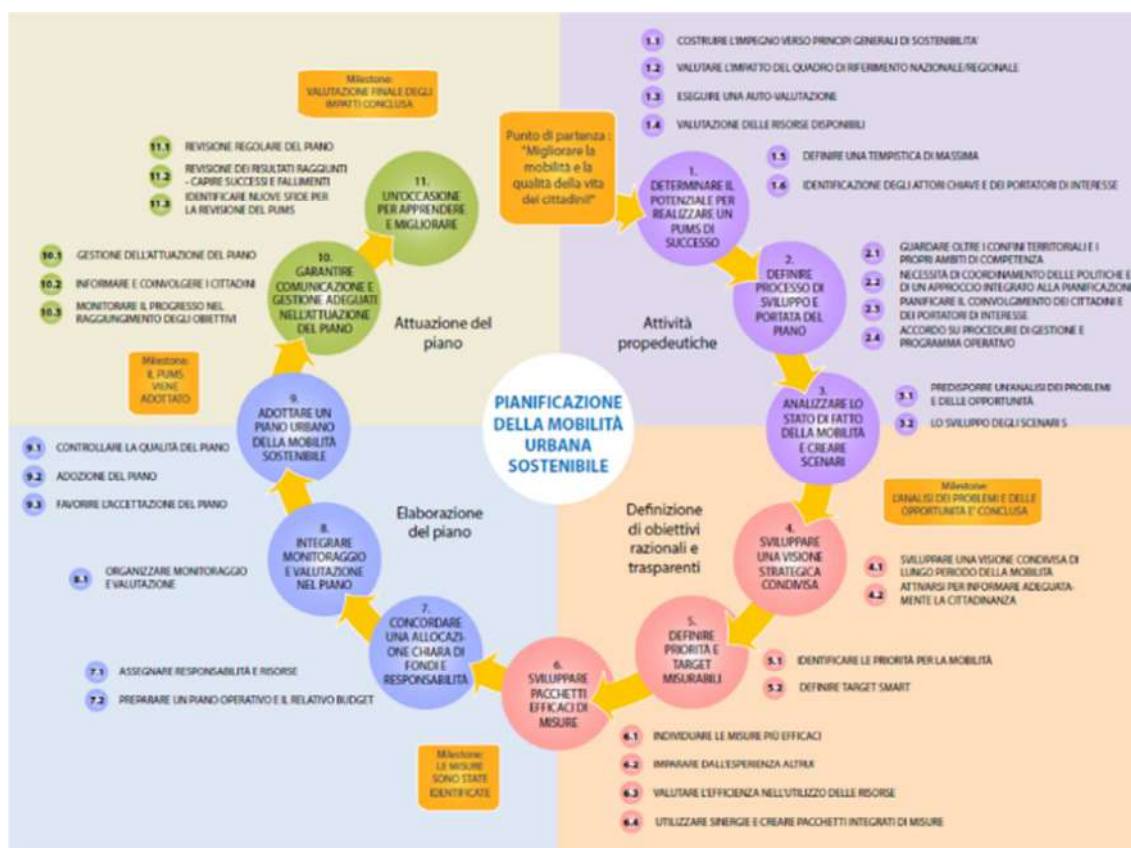 Punto di partenza :
"Migliorare la
mobilità e la
qualità della vita
dei cittadini!"
Attività
propedeutiche
1.
DETERMINARE IL
POTENZIALE PER
REALIZZARE UN
PUMS DI
SUCCESSO
1.1 COSTRUIRE L'IMPEGNO VERSO PRINCIPI GENERALI DI SOSTENIBILITA'
1.2 VALUTARE L'IMPATTO DEL QUADRO DI RIFERIMENTO NAZIONALE/REGIONALE
1.3 ESEGUIRE UNA AUTO-VALUTAZIONE
1.4 VALUTAZIONE DELLE RISORSE DISPONIBILI
1.5 DEFINIRE UNA TEMPISTICA DI MASSIMA
1.6 IDENTIFICAZIONE DEGLI ATTORI CHIAVE E DEI PORTATORI DI INTERESSE
2.
DEFINIRE
PROCESSO DI
SVILUPPO E
PORTATA DEL
PIANO
2.1 GUARDARE OLTRE I CONFINI TERRITORIALI E I
PROPRI AMBITI DI COMPETENZA
2.2 NECESSITÀ DI COORDINAMENTO DELLE POLITICHE E
DI UN APPROCCIO INTEGRATO ALLA PIANIFICAZIONE
2.3 PIANIFICARE IL COINVOLGIMENTO DEI CITTADINI E
DEI PORTATORI DI INTERESSE
2.4 ACCORDO SU PROCEDURE DI GESTIONE E
PROGRAMMA OPERATIVO
3.
ANALIZZARE LO
STATO DI FATTO
DELLA MOBILITÀ
E CREARE
SCENARI
3.1 PREDISPORRE UN'ANALISI DEI PROBLEMI
E DELLE OPPORTUNITÀ
3.2 LO SVILUPPO DEGLI SCENARI S
Milestone:
L'ANALISI DEI PROBLEMI E DELLE
OPPORTUNITÀ E' CONCLUSA
PIANIFICAZIONE
DELLA MOBILITÀ
URBANA
SOSTENIBILE
Definizione
di obiettivi
razionali e
trasparenti
4.
SVILUPPARE
UNA VISIONE
STRATEGICA
CONDIVISA
4.1 SVILUPPARE UNA VISIONE CONDIVISA DI
LUNGO PERIODO DELLA MOBILITÀ
4.2 ATTIVARSI PER INFORMARE ADEGUATA-
MENTE LA CITTADINANZA
5.
DEFINIRE
PRIORITÀ E
TARGET
MISURABILI
5.1 IDENTIFICARE LE PRIORITÀ PER LA MOBILITÀ
5.2 DEFINIRE TARGET SMART
6.
SVILUPPARE
PACCHETTI
EFFICACI DI
MISURE
6.1 INDIVIDUARE LE MISURE PIÙ EFFICACI
6.2 IMPARARE DALL'ESPERIENZA ALTRUI
6.3 VALUTARE L'EFFICIENZA NELL'UTILIZZO DELLE RISORSE
6.4 UTILIZZARE SINERGIE E CREARE PACCHETTI INTEGRATI DI MISURE
Milestone:
LE MISURE
SONO STATE
IDENTIFICATE
Elaborazione
del piano
7.
CONCORDARE
UNA ALLOCAZI-
ONE CHIARA DI
FONDI E
RESPONSABILITÀ
7.1 ASSEGNARE RESPONSABILITÀ E RISORSE
7.2 PREPARARE UN PIANO OPERATIVO E IL RELATIVO BUDGET
8.
INTEGRARE
MONITORAGGIO
E VALUTAZIONE
NEL PIANO
8.1 ORGANIZZARE MONITORAGGIO
E VALUTAZIONE
9.
ADOTTARE UN
PIANO URBANO
DELLA MOBILITÀ
SOSTENIBILE
9.1 CONTROLLARE LA QUALITÀ DEL PIANO
9.2 ADOZIONE DEL PIANO
9.3 FAVORIRE L'ACCETTAZIONE DEL PIANO
Milestone:
IL PUMS
VIENE
ADOTTATO
Attuazione del
piano
10.
GARANTIRE
COMUNICAZIONE E
GESTIONE ADEGUATI
NELL'ATTUAZIONE
DEL PIANO
10.1 GESTIONE DELL'ATTUAZIONE DEL PIANO
10.2 INFORMARE E COINVOLGERE I CITTADINI
10.3 MONITORARE IL PROGRESSO NEL
RAGGIUNGIMENTO DEGLI OBIETTIVI
11.
UN'OCCASIONE
PER APPRENDERE
E MIGLIORARE
11.1 REVISIONE REGOLARE DEL PIANO
11.2 REVISIONE DEI RISULTATI RAGGIUNTI
- CAPIRE SUCCESSI E FALLIMENTI
11.3 IDENTIFICARE NUOVE SFIDE PER
LA REVISIONE DEL PUMS
Milestone:
VALUTAZIONE FINALE DEGLI
IMPATTI CONCLUSA